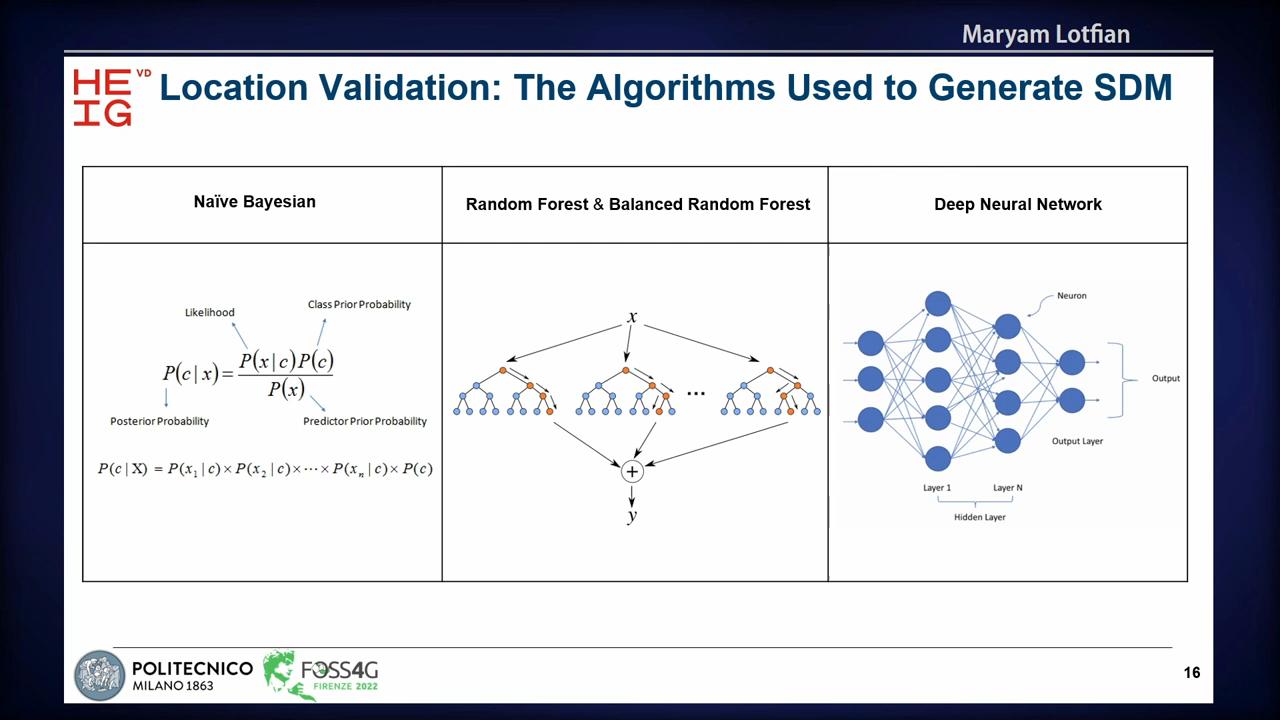 Maryam Lotfian
HE VD
IG
Location Validation: The Algorithms Used to Generate SDM
Naïve Bayesian
Random Forest & Balanced Random Forest
Deep Neural Network
Likelihood
Class Prior Probability
P(c | x) = P(x | c) P(c) / P(x)
Posterior Probability
Predictor Prior Probability
P(c | X) = P(x₁ | c) × P(x₂ | c) × ⋯ × P(xₙ | c) × P(c)
x
...
+
y
Neuron
Output
Output Layer
Layer 1
Layer N
Hidden Layer
POLITECNICO
MILANO 1863
FOSS4G
FIRENZE 2022
16